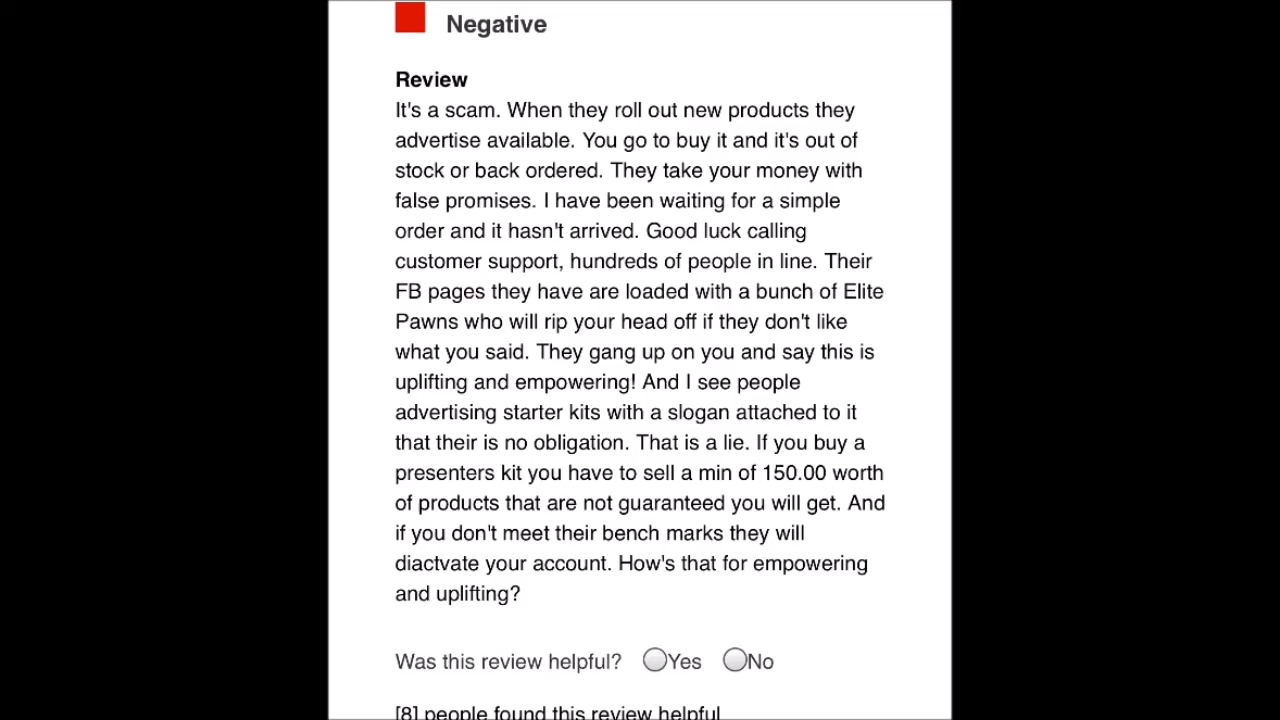 Negative
Review
It's a scam. When they roll out new products they
advertise available. You go to buy it and it's out of
stock or back ordered. They take your money with
false promises. I have been waiting for a simple
order and it hasn't arrived. Good luck calling
customer support, hundreds of people in line. Their
FB pages they have are loaded with a bunch of Elite
Pawns who will rip your head off if they don't like
what you said. They gang up on you and say this is
uplifting and empowering! And I see people
advertising starter kits with a slogan attached to it
that their is no obligation. That is a lie. If you buy a
presenters kit you have to sell a min of 150.00 worth
of products that are not guaranteed you will get. And
if you don't meet their bench marks they will
diactvate your account. How's that for empowering
and uplifting?
Was this review helpful? Yes No
[8] people found this review helpful